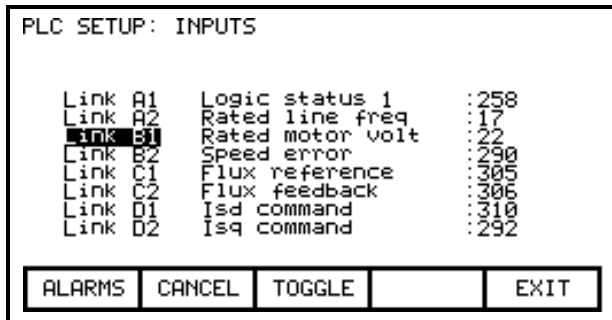 PLC SETUP: INPUTS
Link A1 Logic status 1 :258
Link A2 Rated line freq :17
Link B1 Rated motor volt :22
Link B2 Speed error :290
Link C1 Flux reference :305
Link C2 Flux feedback :306
Link D1 Isd command :310
Link D2 Isq command :292
ALARMS CANCEL TOGGLE EXIT